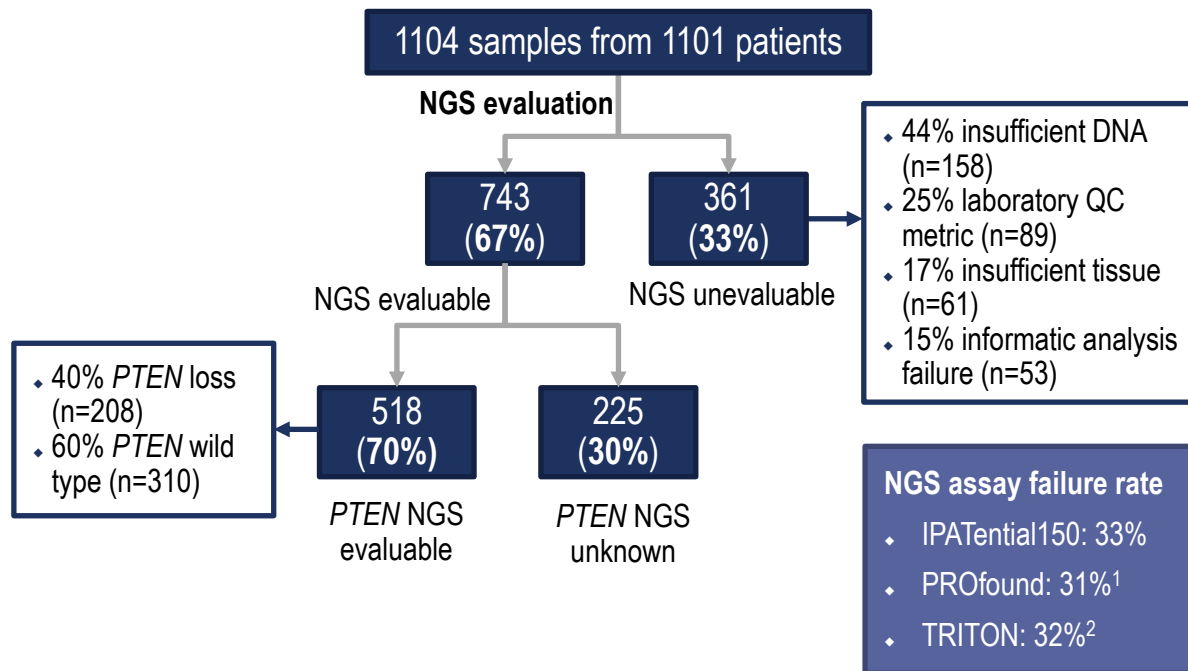 1104 samples from 1101 patients
NGS evaluation
743
(67%)
NGS evaluable
361
(33%)
NGS unevaluable
⬥ 44% insufficient DNA
(n=158)
⬥ 25% laboratory QC
metric (n=89)
⬥ 17% insufficient tissue
(n=61)
⬥ 15% informatic analysis
failure (n=53)
⬥ 40% PTEN loss
(n=208)
⬥ 60% PTEN wild
type (n=310)
518
(70%)
PTEN NGS
evaluable
225
(30%)
PTEN NGS
unknown
NGS assay failure rate
⬥ IPATential150: 33%
⬥ PROfound: 31%¹
⬥ TRITON: 32%²